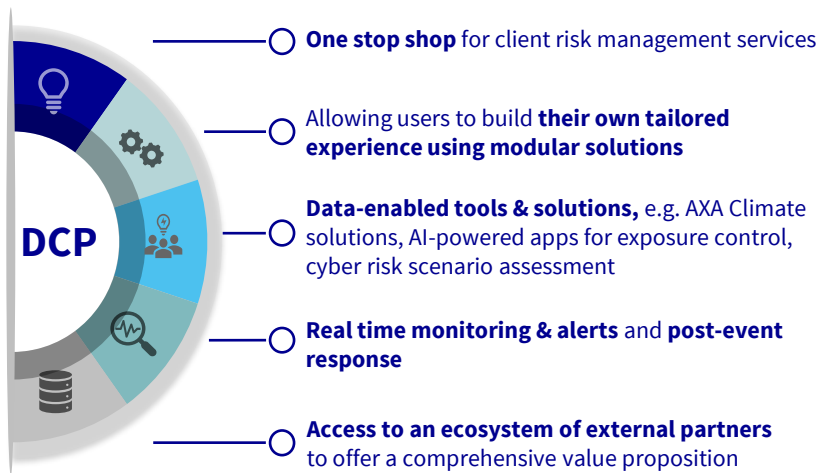 One stop shop for client risk management services
Allowing users to build their own tailored
experience using modular solutions
DCP
Data-enabled tools & solutions, e.g. AXA Climate
solutions, AI-powered apps for exposure control,
cyber risk scenario assessment
Real time monitoring & alerts and post-event
response
Access to an ecosystem of external partners
to offer a comprehensive value proposition